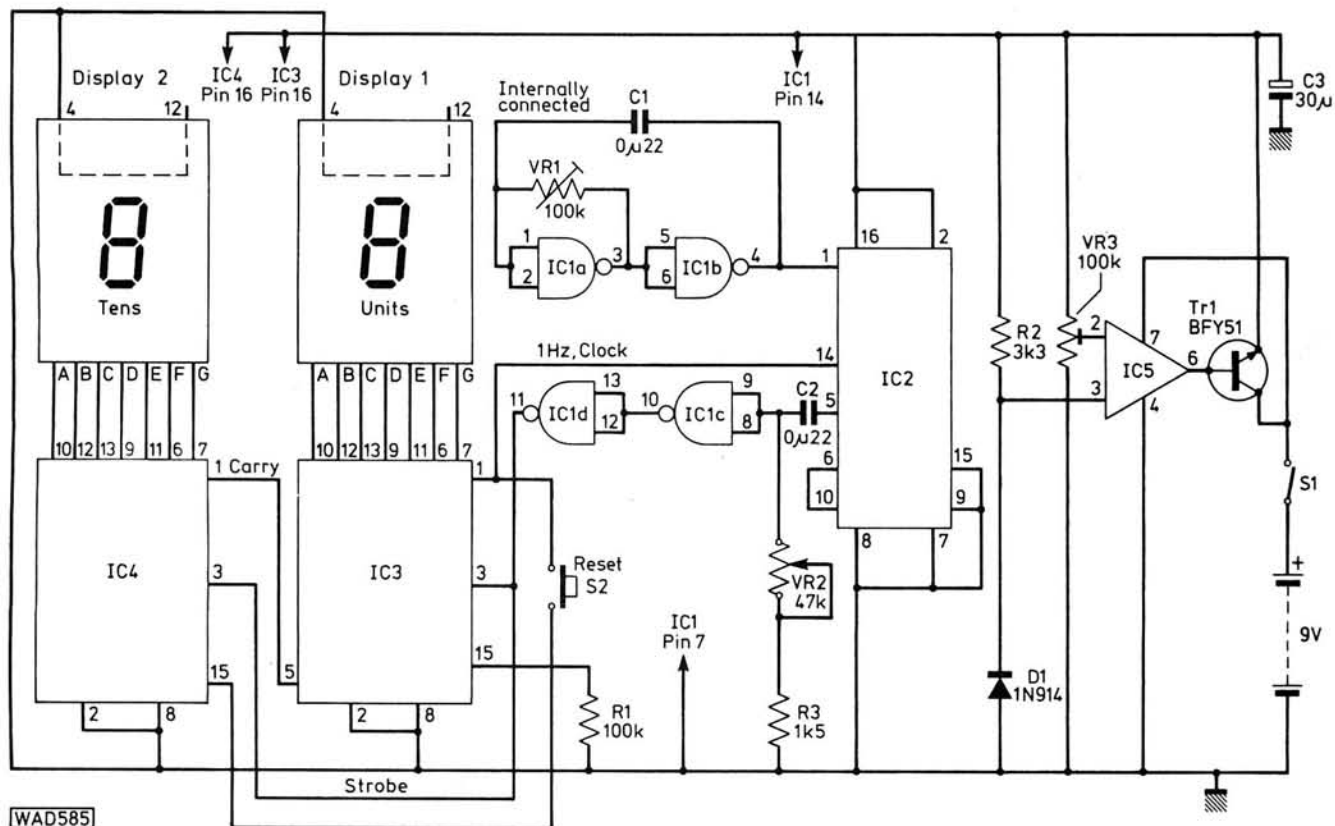 Display 2
IC4
Pin 16
IC3
Pin 16
Display 1
IC1
Pin 14
C3
30µ
4
12
4
12
Internally
connected
C1
0µ22
VR1
100k
Tens
Units
8
8
1
2
IC1a
3
5
6
IC1b
4
1
16
2
IC2
R2
3k3
VR3
100k
2
3
IC5
7
4
6
Tr1
BFY51
S1
+
9V
A B C D E F G
A B C D E F G
1Hz, Clock
14
11
IC1d
13
12
10
IC1c
9
8
C2
0µ22
5
6
10
15
9
8
7
10 12 13 9 11 6 7
10 12 13 9 11 6 7
1 Carry
1
IC4
3
15
2
8
IC3
3
15
5
2
8
Reset
S2
R1
100k
IC1
Pin 7
VR2
47k
R3
1k5
D1
1N914
Strobe
WAD585